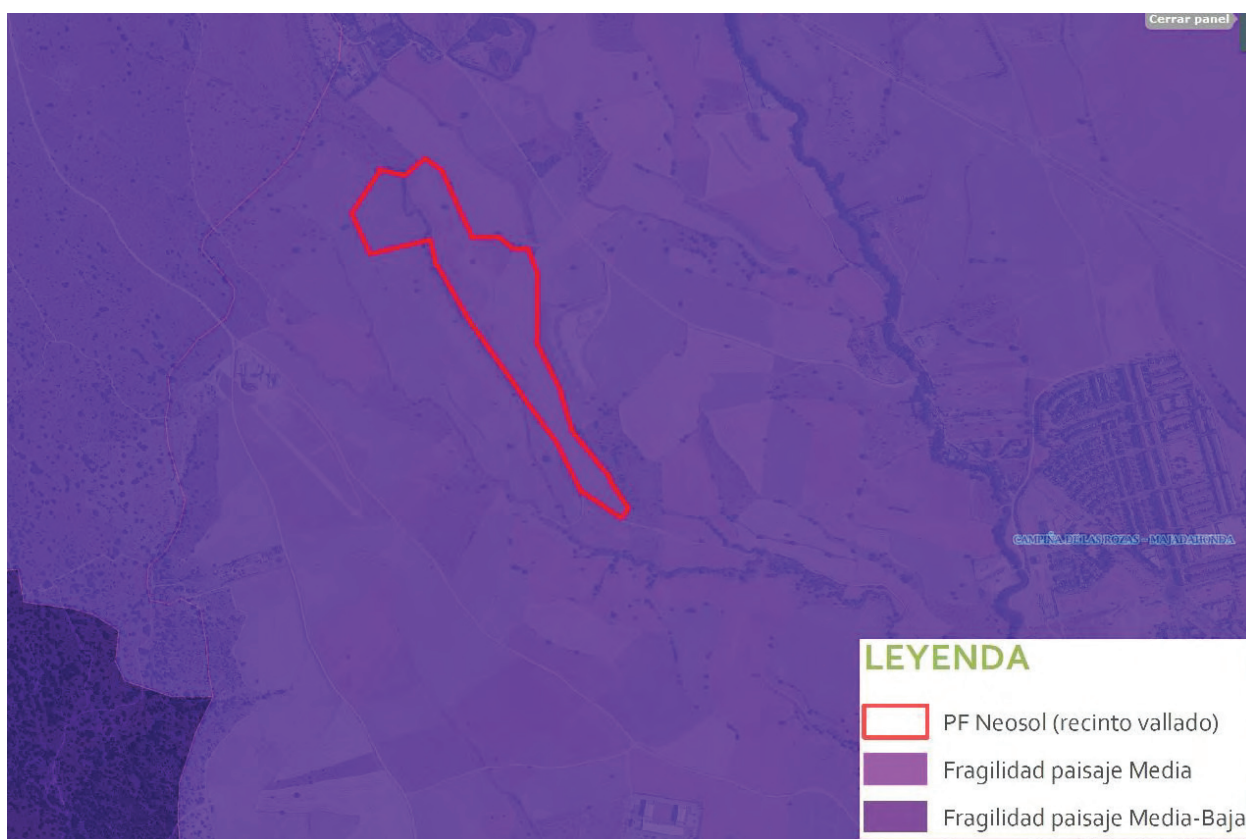 Cerrar panel
CAMPIÑA DE LAS ROZAS - MAJADAHONDA
LEYENDA
PF Neosol (recinto vallado)
Fragilidad paisaje Media
Fragilidad paisaje Media-Baja